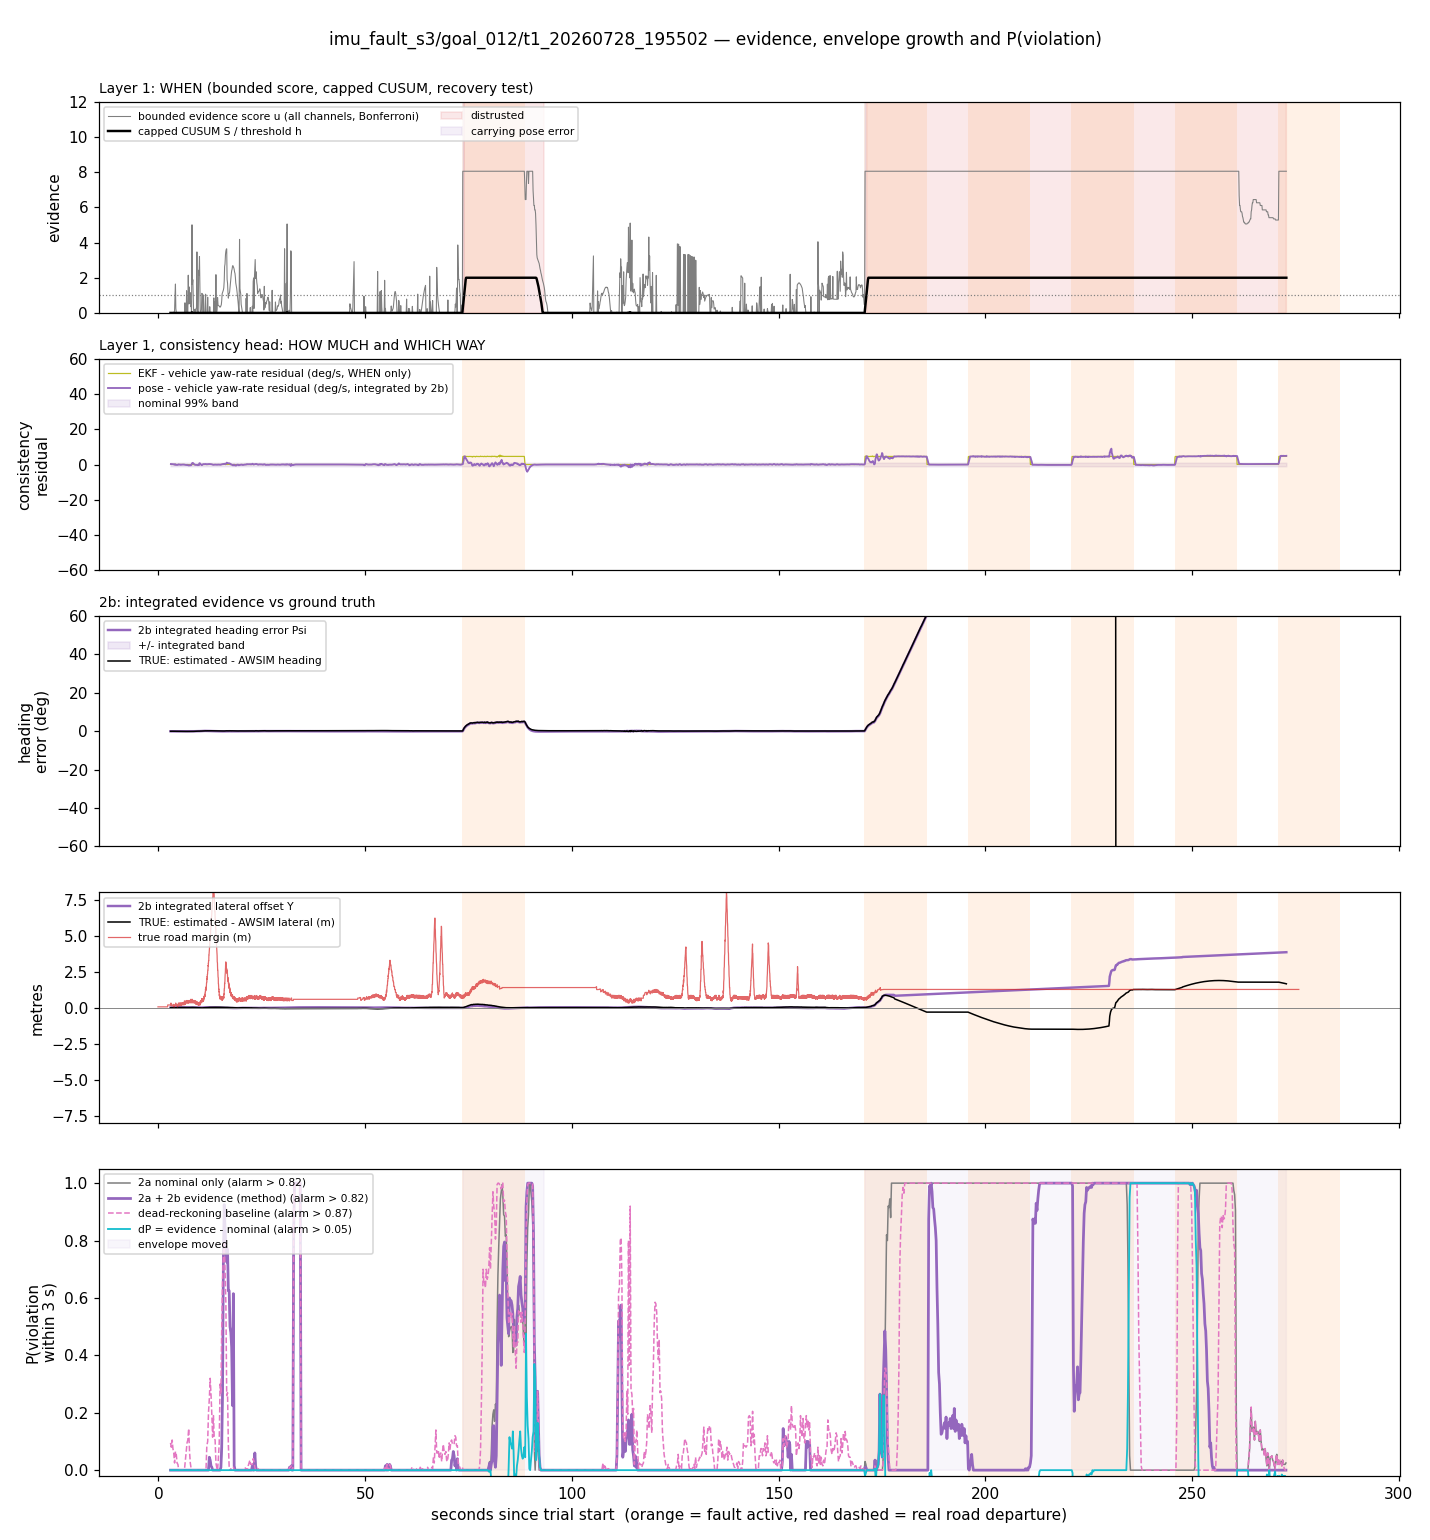 imu_fault_s3/goal_012/t1_20260728_195502 — evidence, envelope growth and P(violation)
Layer 1: WHEN (bounded score, capped CUSUM, recovery test)
bounded evidence score u (all channels, Bonferroni)
capped CUSUM S / threshold h
distrusted
carrying pose error
12
10
8
6
4
2
0
evidence
Layer 1, consistency head: HOW MUCH and WHICH WAY
EKF - vehicle yaw-rate residual (deg/s, WHEN only)
pose - vehicle yaw-rate residual (deg/s, integrated by 2b)
nominal 99% band
60
40
20
0
−20
−40
−60
consistency
residual
2b: integrated evidence vs ground truth
2b integrated heading error Psi
+/- integrated band
TRUE: estimated - AWSIM heading
60
40
20
0
−20
−40
−60
heading
error (deg)
2b integrated lateral offset Y
TRUE: estimated - AWSIM lateral (m)
true road margin (m)
7.5
5.0
2.5
0.0
−2.5
−5.0
−7.5
metres
2a nominal only (alarm > 0.82)
2a + 2b evidence (method) (alarm > 0.82)
dead-reckoning baseline (alarm > 0.87)
dP = evidence - nominal (alarm > 0.05)
envelope moved
1.0
0.8
0.6
0.4
0.2
0.0
P(violation
within 3 s)
0 50 100 150 200 250 300
seconds since trial start  (orange = fault active, red dashed = real road departure)